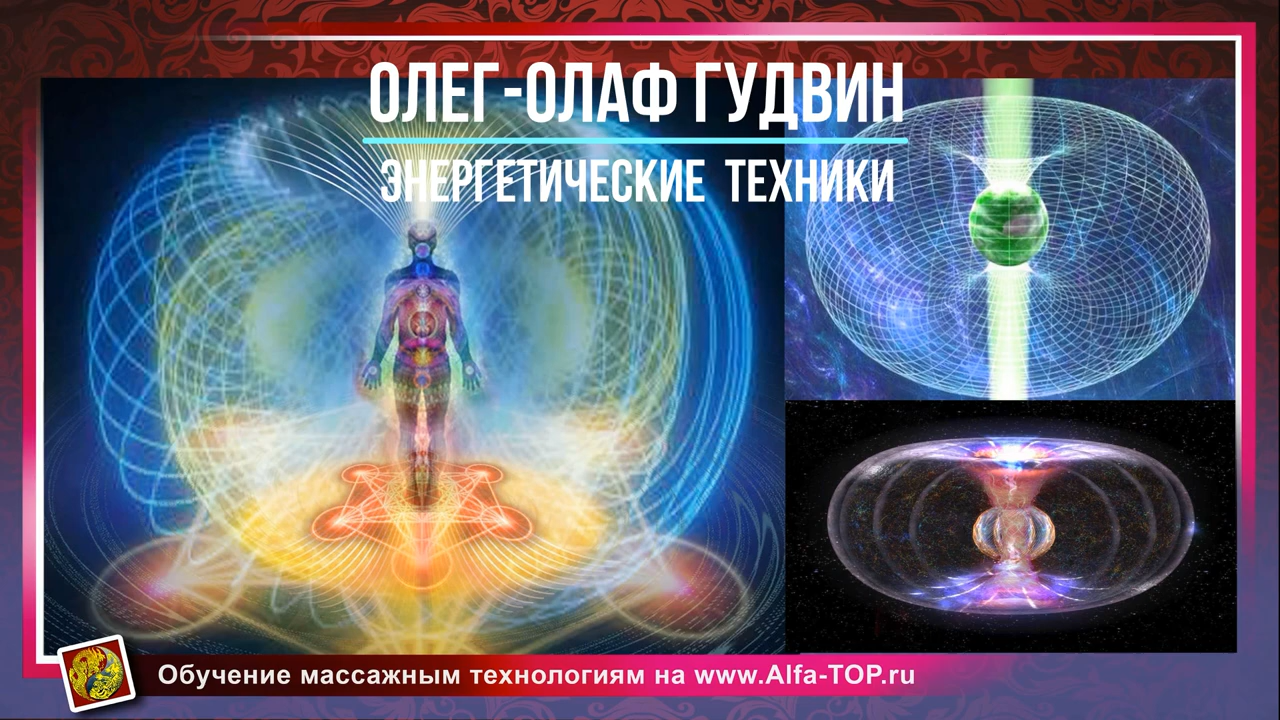 ОЛЕГ-ОЛАФ ГУДВИН
ЭНЕРГЕТИЧЕСКИЕ ТЕХНИКИ
Обучение массажным технологиям на www.Alfa-TOP.ru